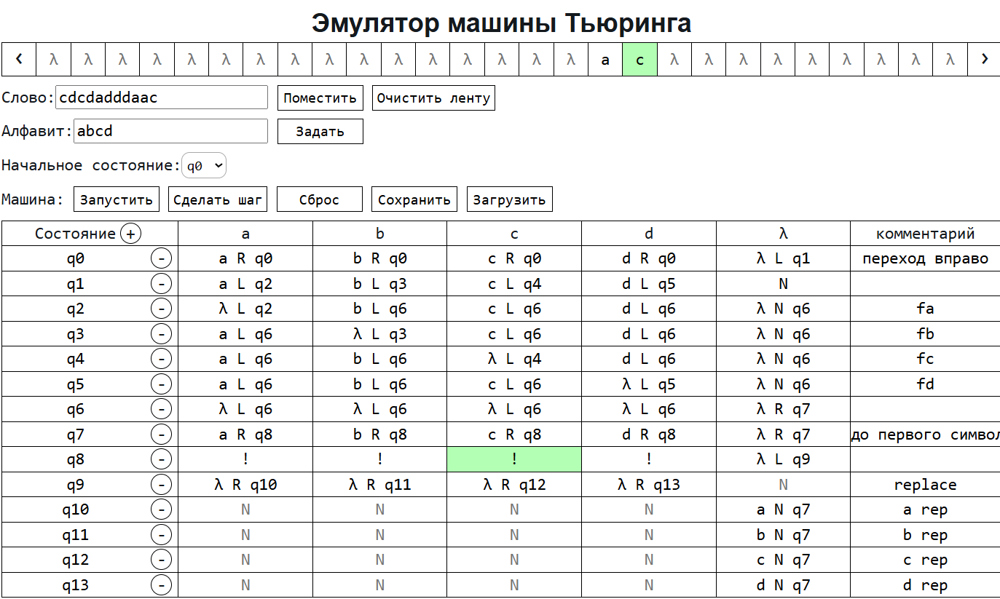 Эмулятор машины Тьюринга
< λ λ λ λ λ λ λ λ λ λ λ λ λ λ λ λ a c λ λ λ λ λ λ λ λ λ >
Слово: cdcdadddaac Поместить Очистить ленту
Алфавит: abcd Задать
Начальное состояние: q0
Машина: Запустить Сделать шаг Сброс Сохранить Загрузить
Состояние + a b c d λ комментарий
q0 - a R q0 b R q0 c R q0 d R q0 λ L q1 переход вправо
q1 - a L q2 b L q3 c L q4 d L q5 N
q2 - λ L q2 b L q6 c L q6 d L q6 λ N q6 fa
q3 - a L q6 λ L q3 c L q6 d L q6 λ N q6 fb
q4 - a L q6 b L q6 λ L q4 d L q6 λ N q6 fc
q5 - a L q6 b L q6 c L q6 λ L q5 λ N q6 fd
q6 - λ L q6 λ L q6 λ L q6 λ L q6 λ R q7
q7 - a R q8 b R q8 c R q8 d R q8 λ R q7 до первого символ
q8 - ! ! ! ! λ L q9
q9 - λ R q10 λ R q11 λ R q12 λ R q13 N replace
q10 - N N N N a N q7 a rep
q11 - N N N N b N q7 b rep
q12 - N N N N c N q7 c rep
q13 - N N N N d N q7 d rep